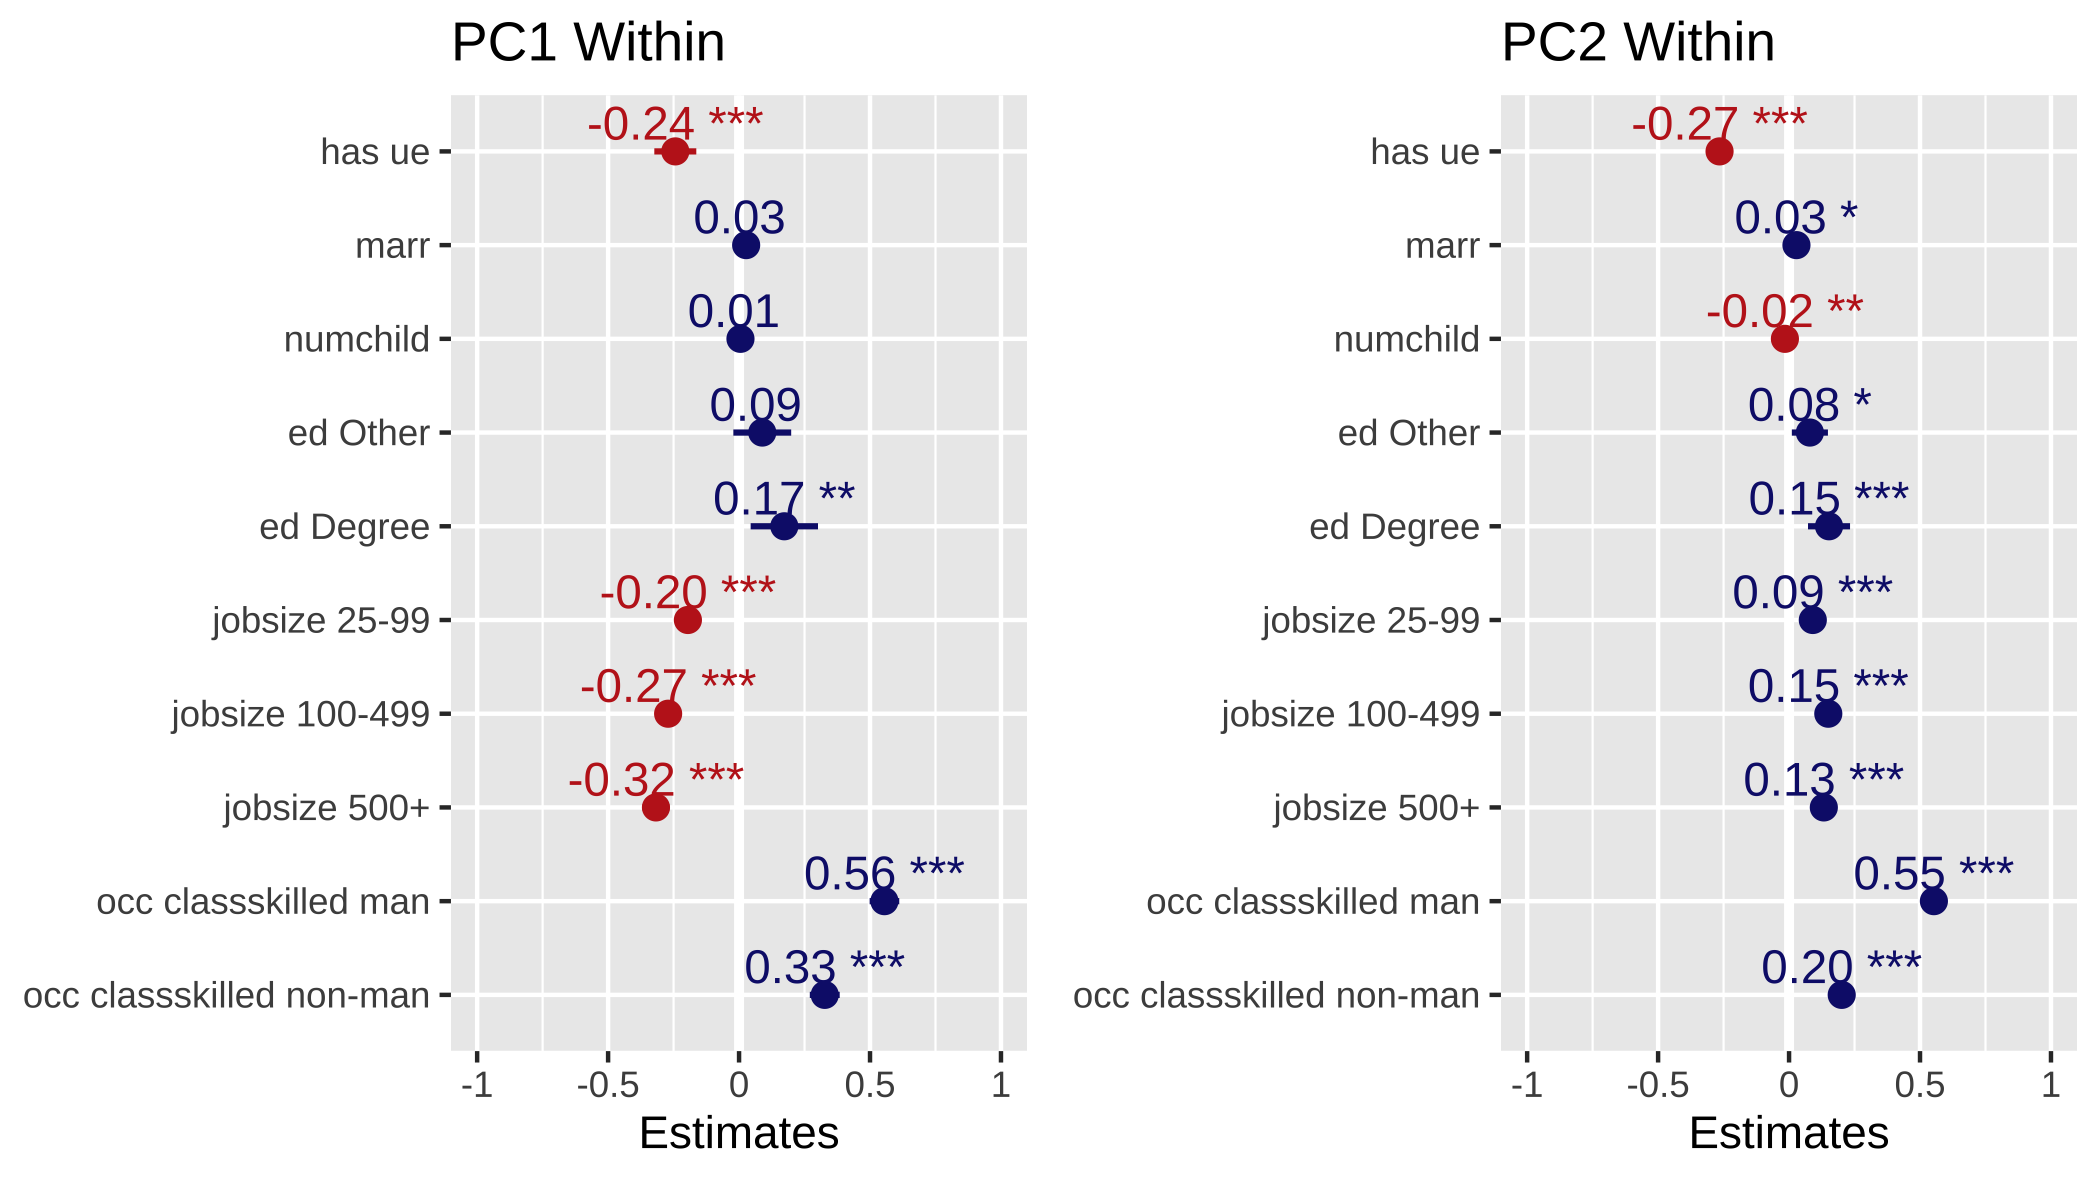 PC1 Within
has ue
-0.24 ***
marr
0.03
numchild
0.01
ed Other
0.09
ed Degree
0.17 **
jobsize 25-99
-0.20 ***
jobsize 100-499
-0.27 ***
jobsize 500+
-0.32 ***
occ classskilled man
0.56 ***
occ classskilled non-man
0.33 ***
-1 -0.5 0 0.5 1
Estimates
PC2 Within
has ue
-0.27 ***
marr
0.03 *
numchild
-0.02 **
ed Other
0.08 *
ed Degree
0.15 ***
jobsize 25-99
0.09 ***
jobsize 100-499
0.15 ***
jobsize 500+
0.13 ***
occ classskilled man
0.55 ***
occ classskilled non-man
0.20 ***
-1 -0.5 0 0.5 1
Estimates